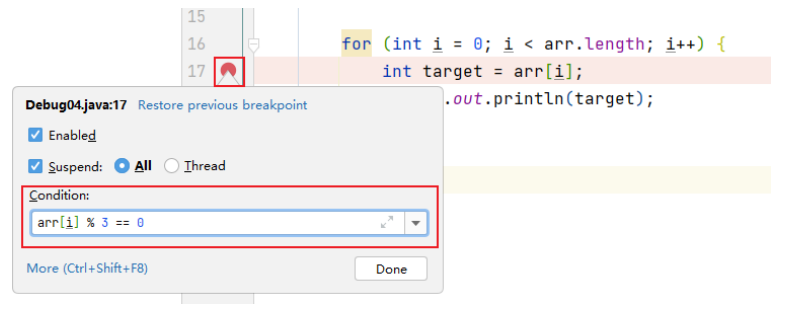 15
16 for (int i = 0; i < arr.length; i++) {
17 int target = arr[i];
.out.println(target);
Debug04.java:17 Restore previous breakpoint
Enabled
Suspend: All Thread
Condition:
arr[i] % 3 == 0
More (Ctrl+Shift+F8) Done